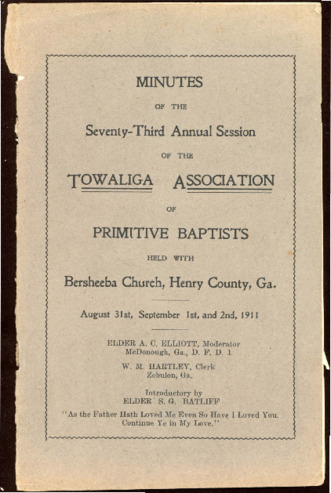 MINUTES
OF THE
Seventy-Third Annual Session
OF THE
TOWALIGA ASSOCIATION
OF
PRIMITIVE BAPTISTS
HELD WITH
Bersheeba Church, Henry County, Ga.
August 31st, September 1st, and 2nd, 1911
ELDER A. C. ELLIOTT, Moderator
McDonough, Ga., D. F. D. 1
W. M. HARTLEY, Clerk
Zebulon, Ga.
Introductory by
ELDER S. G. RATLIFF
"As the Father Hath Loved Me Even So Have I Loved You.
Continue Ye in My Love."